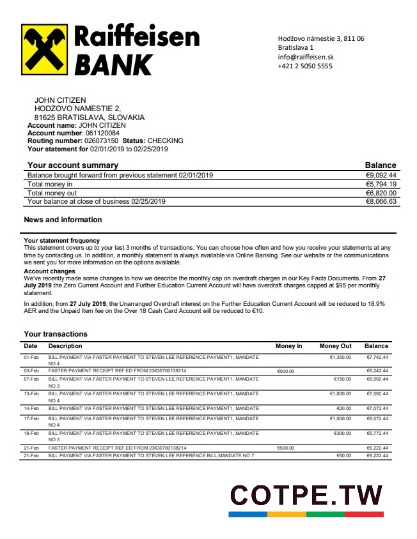 Raiffeisen
BANK
Hodžovo námestie 3, 811 06
Bratislava 1
info@raiffeisen.sk
+421 2 5050 5555
JOHN CITIZEN
HODZOVO NAMESTIE 2,
81625 BRATISLAVA, SLOVAKIA
Account name: JOHN CITIZEN
Account number: 061120084
Routing number: 026073150 Status: CHECKING
Your statement for 02/01/2019 to 02/25/2019
Your account summary Balance
Balance brought forward from previous statement 02/01/2019 €9,092.44
Total money in €5,794.19
Total money out €6,820.00
Your balance at close of business 02/25/2019 €8,066.63
News and information
Your statement frequency
This statement covers up to your last 3 months of transactions. You can choose how often and how you receive your statements at any
time by contacting us. In addition, a monthly statement is always available via Online Banking. See our website or the communications
we sent you for more information on the options available.
Account changes
We've recently made some changes to how we describe the monthly cap on overdraft charges in our Key Facts Documents. From 27
July 2019 the Zero Current Account and Further Education Current Account will have overdraft charges capped at $95 per monthly
statement.
In addition, from 27 July 2019, the Unarranged Overdraft interest on the Further Education Current Account will be reduced to 18.9%
AER and the Unpaid Item fee on the Over 18 Cash Card Account will be reduced to €10.
Your transactions
Date Description Money In Money Out Balance
01-Feb BILL PAYMENT VIA FASTER PAYMENT TO STEVEN LEE REFERENCE PAYMENT1, MANDATE €1,350.00 €7,742.44
NO 4
03-Feb FASTER PAYMENT RECEIPT REF.ED FROM 23630700138214 €500.00 €8,242.44
07-Feb BILL PAYMENT VIA FASTER PAYMENT TO STEVEN LEE REFERENCE PAYMENT1, MANDATE €150.00 €8,092.44
NO 3
13-Feb BILL PAYMENT VIA FASTER PAYMENT TO STEVEN LEE REFERENCE PAYMENT1, MANDATE €1,000.00 €7,092.44
NO 4
14-Feb BILL PAYMENT VIA FASTER PAYMENT TO STEVEN LEE REFERENCE PAYMENT1, MANDATE €20.00 €7,072.44
17-Feb BILL PAYMENT VIA FASTER PAYMENT TO STEVEN LEE REFERENCE PAYMENT1, MANDATE €1,000.00 €6,072.44
NO 4
18-Feb BILL PAYMENT VIA FASTER PAYMENT TO STEVEN LEE REFERENCE PAYMENT1, MANDATE €300.00 €5,772.44
NO 3
21-Feb FASTER PAYMENT RECEIPT REF.ED FROM 23630700138214 €500.00 €5,222.44
21-Feb BILL PAYMENT VIA FASTER PAYMENT TO STEVEN LEE REFERENCE BILL,MANDATE NO 7 €50.00 €5,222.44
COTPE.TW